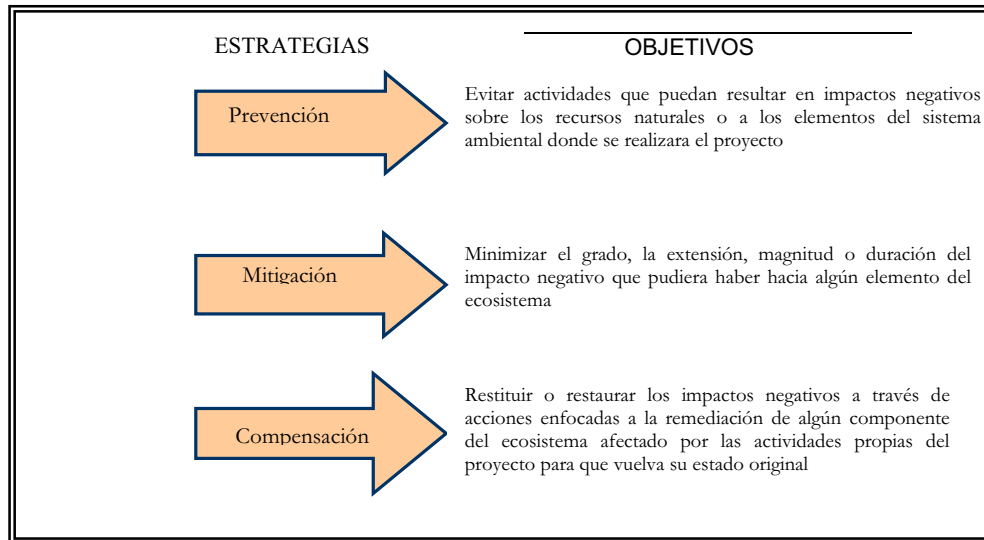 ESTRATEGIAS OBJETIVOS
Prevención
Evitar actividades que puedan resultar en impactos negativos
sobre los recursos naturales o a los elementos del sistema
ambiental donde se realizara el proyecto
Mitigación
Minimizar el grado, la extensión, magnitud o duración del
impacto negativo que pudiera haber hacia algún elemento del
ecosistema
Compensación
Restituir o restaurar los impactos negativos a través de
acciones enfocadas a la remediación de algún componente
del ecosistema afectado por las actividades propias del
proyecto para que vuelva su estado original